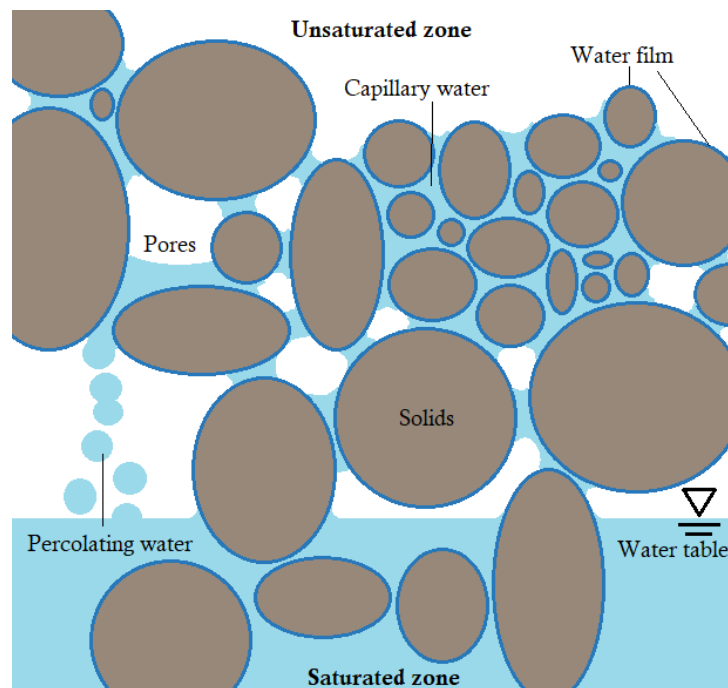 Unsaturated zone
Water film
Capillary water
Pores
Solids
Percolating water
Water table
Saturated zone